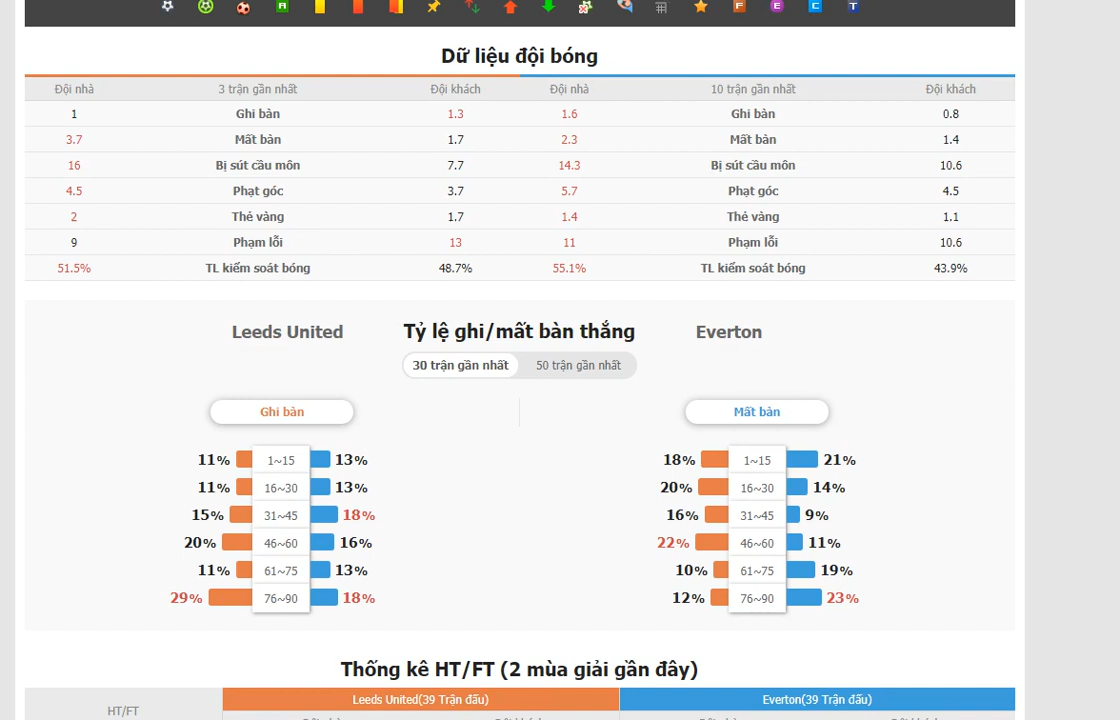 A F E C T
Dữ liệu đội bóng
Đội nhà 3 trận gần nhất Đội khách Đội nhà 10 trận gần nhất Đội khách
1 Ghi bàn 1.3 1.6 Ghi bàn 0.8
3.7 Mất bàn 1.7 2.3 Mất bàn 1.4
16 Bị sút cầu môn 7.7 14.3 Bị sút cầu môn 10.6
4.5 Phạt góc 3.7 5.7 Phạt góc 4.5
2 Thẻ vàng 1.7 1.4 Thẻ vàng 1.1
9 Phạm lỗi 13 11 Phạm lỗi 10.6
51.5% TL kiểm soát bóng 48.7% 55.1% TL kiểm soát bóng 43.9%
Leeds United Tỷ lệ ghi/mất bàn thắng Everton
30 trận gần nhất 50 trận gần nhất
Ghi bàn Mất bàn
11% 1~15 13% 18% 1~15 21%
11% 16~30 13% 20% 16~30 14%
15% 31~45 18% 16% 31~45 9%
20% 46~60 16% 22% 46~60 11%
11% 61~75 13% 10% 61~75 19%
29% 76~90 18% 12% 76~90 23%
Thống kê HT/FT (2 mùa giải gần đây)
HT/FT Leeds United(39 Trận đấu) Everton(39 Trận đấu)